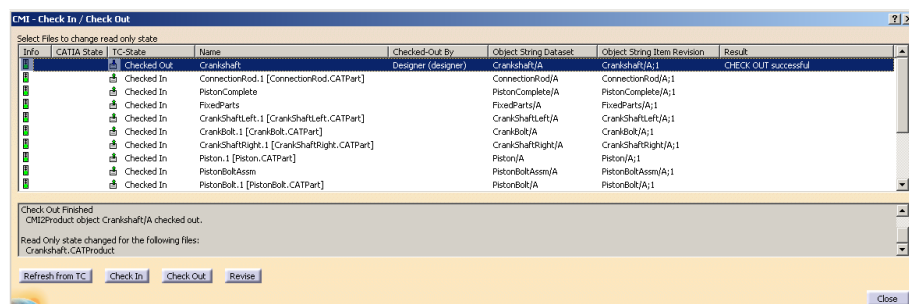 CMI - Check In / Check Out
Select Files to change read only state
Info CATIA State TC-State Name Checked-Out By Object String Dataset Object String Item Revision Result
Checked Out Crankshaft Designer (designer) Crankshaft/A Crankshaft/A;1 CHECK OUT successful
Checked In ConnectionRod.1 [ConnectionRod.CATPart] ConnectionRod/A ConnectionRod/A;1
Checked In PistonComplete PistonComplete/A PistonComplete/A;1
Checked In FixedParts FixedParts/A FixedParts/A;1
Checked In CrankShaftLeft.1 [CrankShaftLeft.CATPart] CrankShaftLeft/A CrankShaftLeft/A;1
Checked In CrankBolt.1 [CrankBolt.CATPart] CrankBolt/A CrankBolt/A;1
Checked In CrankShaftRight.1 [CrankShaftRight.CATPart] CrankShaftRight/A CrankShaftRight/A;1
Checked In Piston.1 [Piston.CATPart] Piston/A Piston/A;1
Checked In PistonBoltAssm PistonBoltAssm/A PistonBoltAssm/A;1
Checked In PistonBolt.1 [PistonBolt.CATPart] PistonBolt/A PistonBolt/A;1
Check Out Finished
CMI2Product object Crankshaft/A checked out.
Read Only state changed for the following files:
Crankshaft.CATProduct
Refresh from TC Check In Check Out Revise
Close